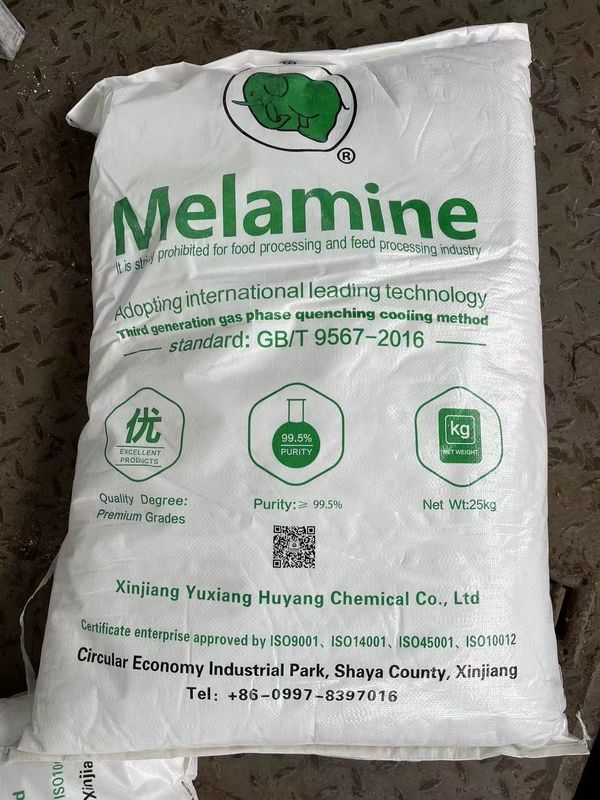 ®
Melamine
It is strictly prohibited for food processing and feed processing industry
Adopting international leading technology
Third generation gas phase quenching cooling method
standard: GB/T 9567-2016
优
EXCELLENT
PRODUCTS
99.5%
PURITY
kg
NET WEIGHT
Quality Degree:
Premium Grades
Purity:≥ 99.5%
Net Wt:25kg
Xinjiang Yuxiang Huyang Chemical Co., Ltd
Certificate enterprise approved by ISO9001、ISO14001、ISO45001、ISO10012
Circular Economy Industrial Park, Shaya County, Xinjiang
Tel: +86-0997-8397016